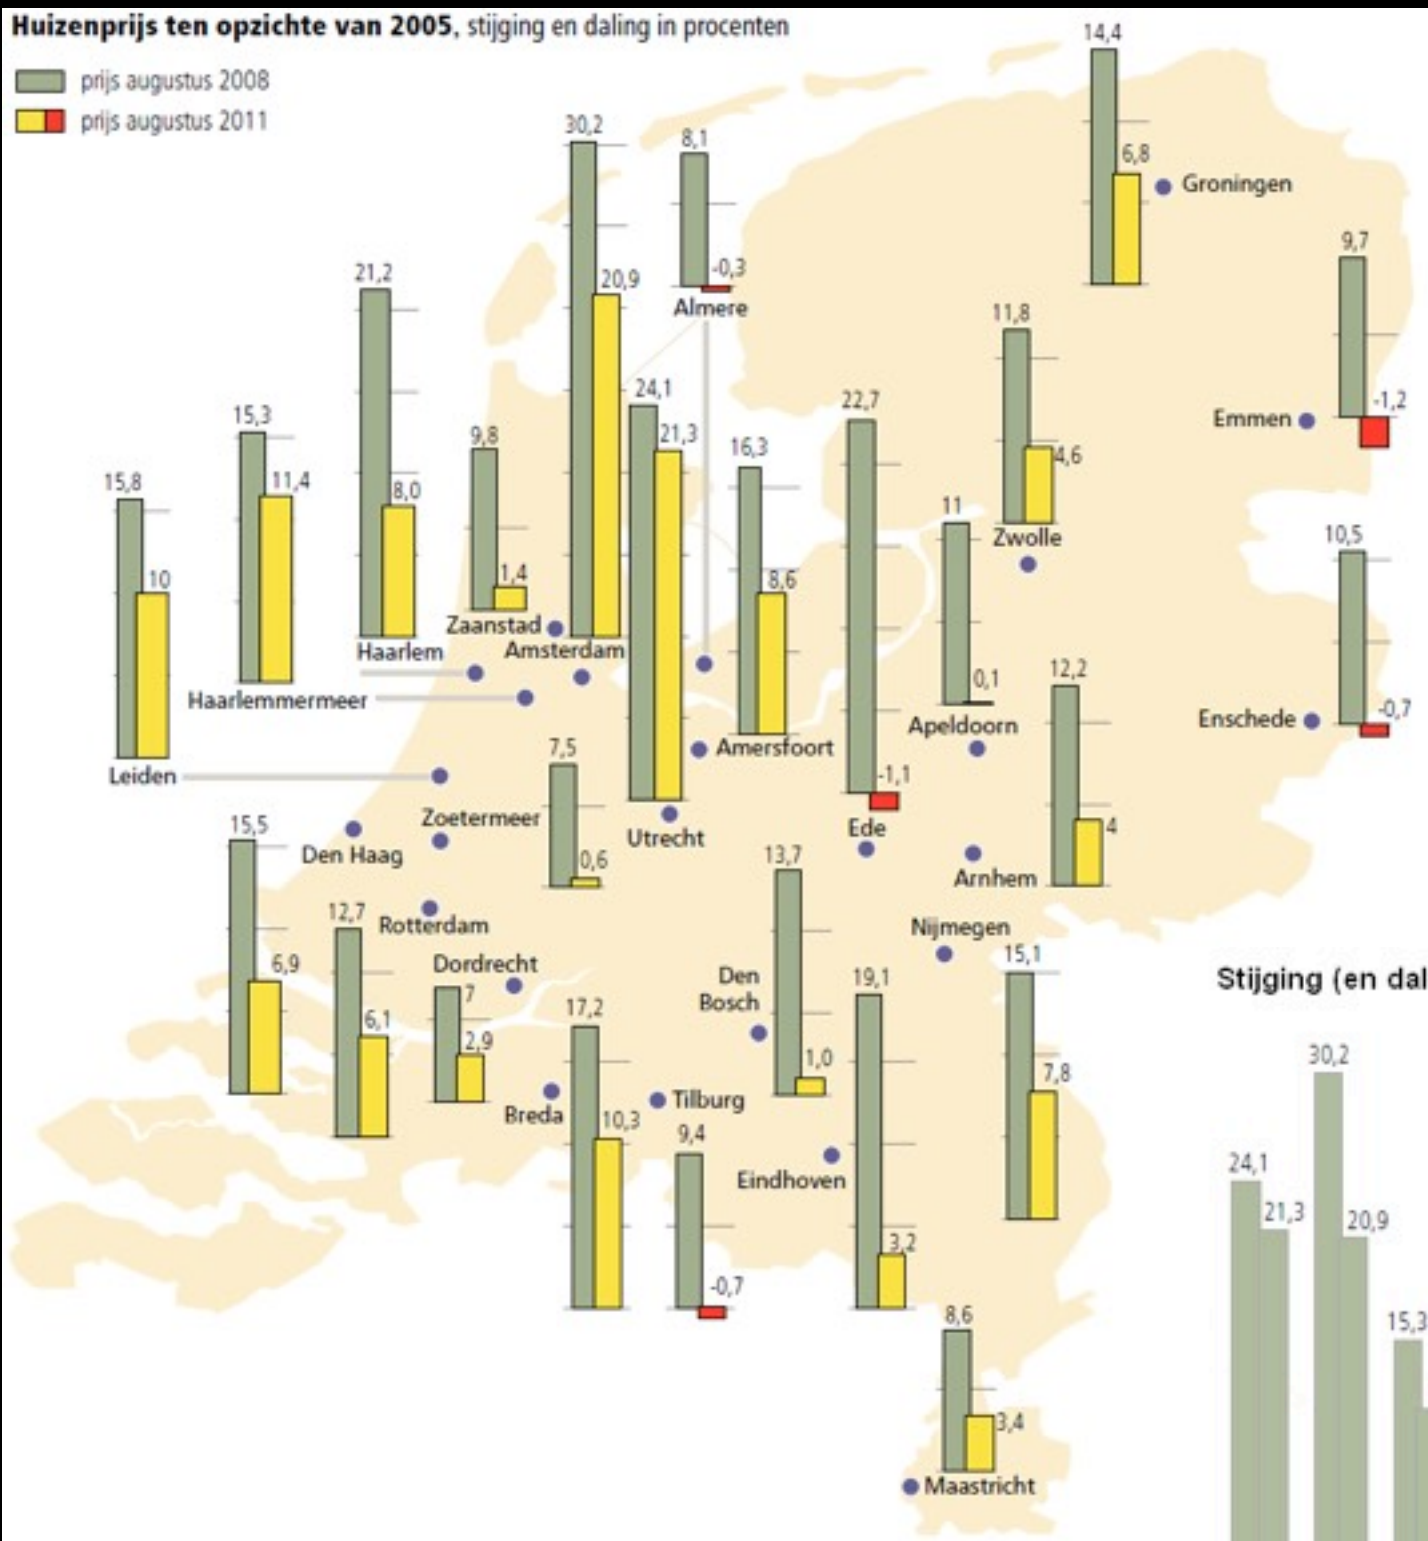 Huizenprijs ten opzichte van 2005, stijging en daling in procenten
prijs augustus 2008
prijs augustus 2011
14,4
6,8
Groningen
30,2
20,9
Amsterdam
8,1
-0,3
Almere
9,7
-1,2
Emmen
21,2
8,0
Haarlem
11,8
4,6
Zwolle
15,3
11,4
Haarlemmermeer
9,8
1,4
Zaanstad
24,1
21,3
Utrecht
16,3
8,6
Amersfoort
22,7
-1,1
Ede
15,8
10
Leiden
11
0,1
Apeldoorn
10,5
-0,7
Enschede
12,2
4
Arnhem
7,5
0,6
Zoetermeer
15,5
6,9
Den Haag
12,7
6,1
Rotterdam
7
2,9
Dordrecht
13,7
1,0
Den
Bosch
Nijmegen
15,1
7,8
17,2
10,3
Breda
9,4
-0,7
Tilburg
19,1
3,2
Eindhoven
8,6
3,4
Maastricht
Stijging (en dal
24,1
21,3
30,2
20,9
15,3